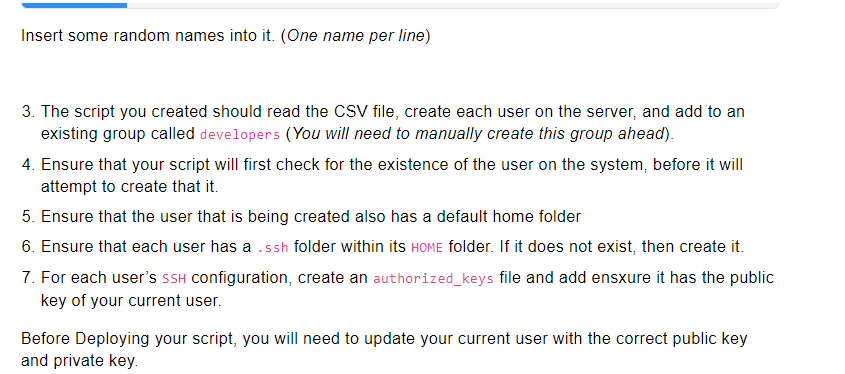 Insert some random names into it. (One name per line)
3. The script you created should read the CSV file, create each user on the server, and add to an
existing group called developers (You will need to manually create this group ahead).
4. Ensure that your script will first check for the existence of the user on the system, before it will
attempt to create that it.
5. Ensure that the user that is being created also has a default home folder
6. Ensure that each user has a .ssh folder within its HOME folder. If it does not exist, then create it.
7. For each user’s SSH configuration, create an authorized_keys file and add ensxure it has the public
key of your current user.
Before Deploying your script, you will need to update your current user with the correct public key
and private key.